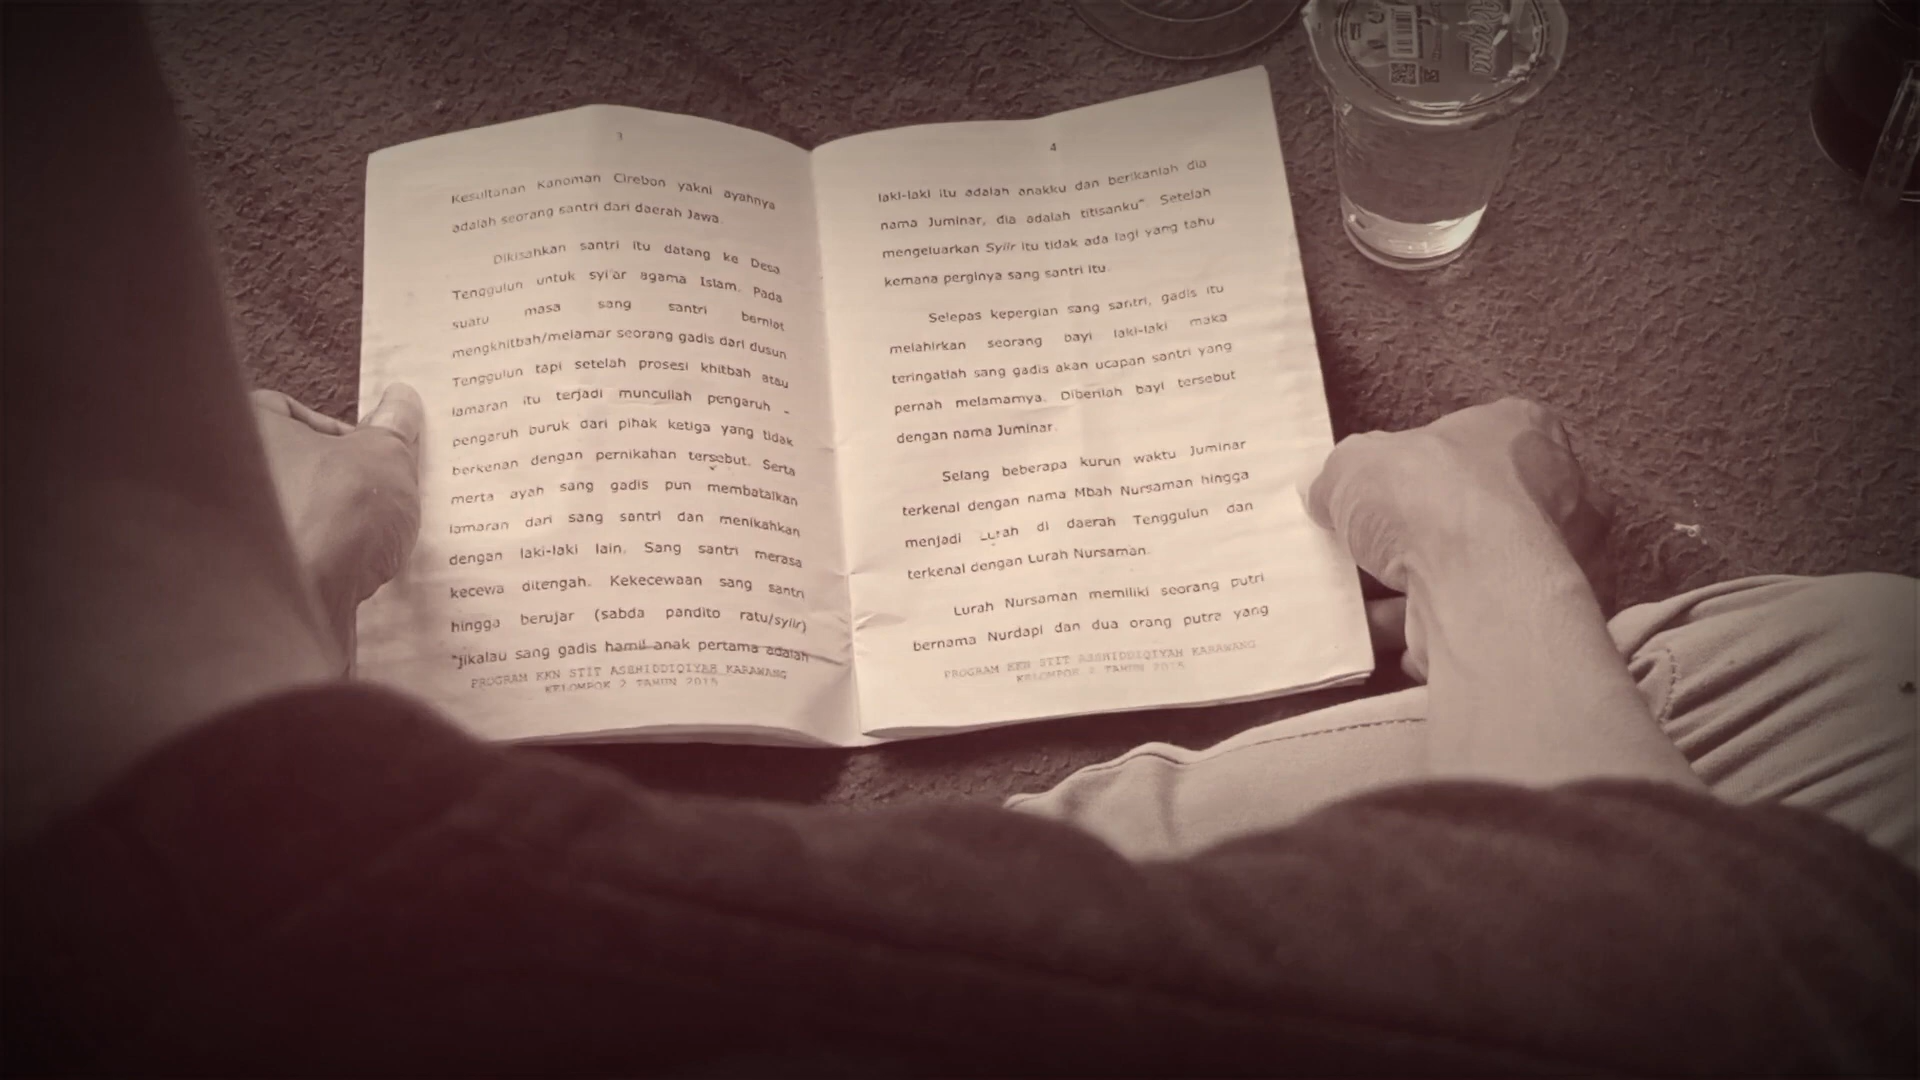 3
Kesultanan Kanoman Cirebon yakni ayahnya
adalah seorang santri dari daerah Jawa.
Dikisahkan santri itu datang ke Desa
Tenggulun untuk syi'ar agama Islam. Pada
suatu masa sang santri berniat
mengkhitbah/melamar seorang gadis dari dusun
Tenggulun tapi setelah prosesi khitbah atau
lamaran itu terjadi muncullah pengaruh -
pengaruh buruk dari pihak ketiga yang tidak
berkenan dengan pernikahan tersebut. Serta
merta ayah sang gadis pun membatalkan
lamaran dari sang santri dan menikahkan
dengan laki-laki lain. Sang santri merasa
kecewa ditengah. Kekecewaan sang santri
hingga berujar (sabda pandito ratu/syiir)
"jikalau sang gadis hamil anak pertama adalah
PROGRAM KKN STIT ASSHIDDIQIYAH KARAWANG
KELOMPOK 2 TAHUN 2015
4
laki-laki itu adalah anakku dan berikanlah dia
nama Juminar, dia adalah titisanku". Setelah
mengeluarkan Syiir itu tidak ada lagi yang tahu
kemana perginya sang santri itu.
Selepas kepergian sang santri, gadis itu
melahirkan seorang bayi laki-laki maka
teringatlah sang gadis akan ucapan santri yang
pernah melamarnya. Diberilah bayi tersebut
dengan nama Juminar.
Selang beberapa kurun waktu Juminar
terkenal dengan nama Mbah Nursaman hingga
menjadi Lurah di daerah Tenggulun dan
terkenal dengan Lurah Nursaman.
Lurah Nursaman memiliki seorang putri
bernama Nurdapi dan dua orang putra yang
PROGRAM KKN STIT ASSHIDDIQIYAH KARAWANG
KELOMPOK 2 TAHUN 2015